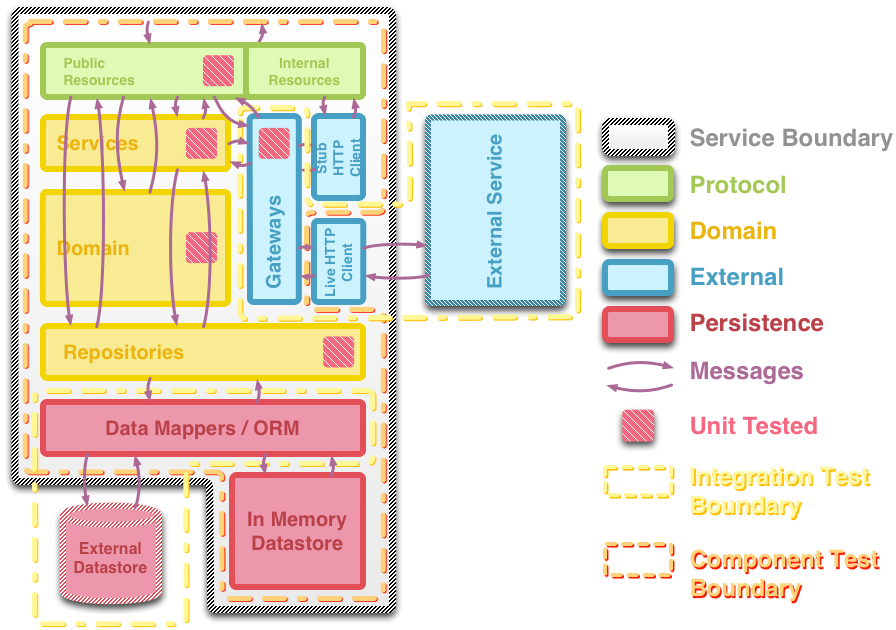 Public
Resources
Internal
Resources
Services
Stub HTTP
Client
Domain
Gateways
Live HTTP
Client
External Service
Repositories
Data Mappers / ORM
External
Datastore
In Memory
Datastore
Service Boundary
Protocol
Domain
External
Persistence
Messages
Unit Tested
Integration Test
Boundary
Component Test
Boundary